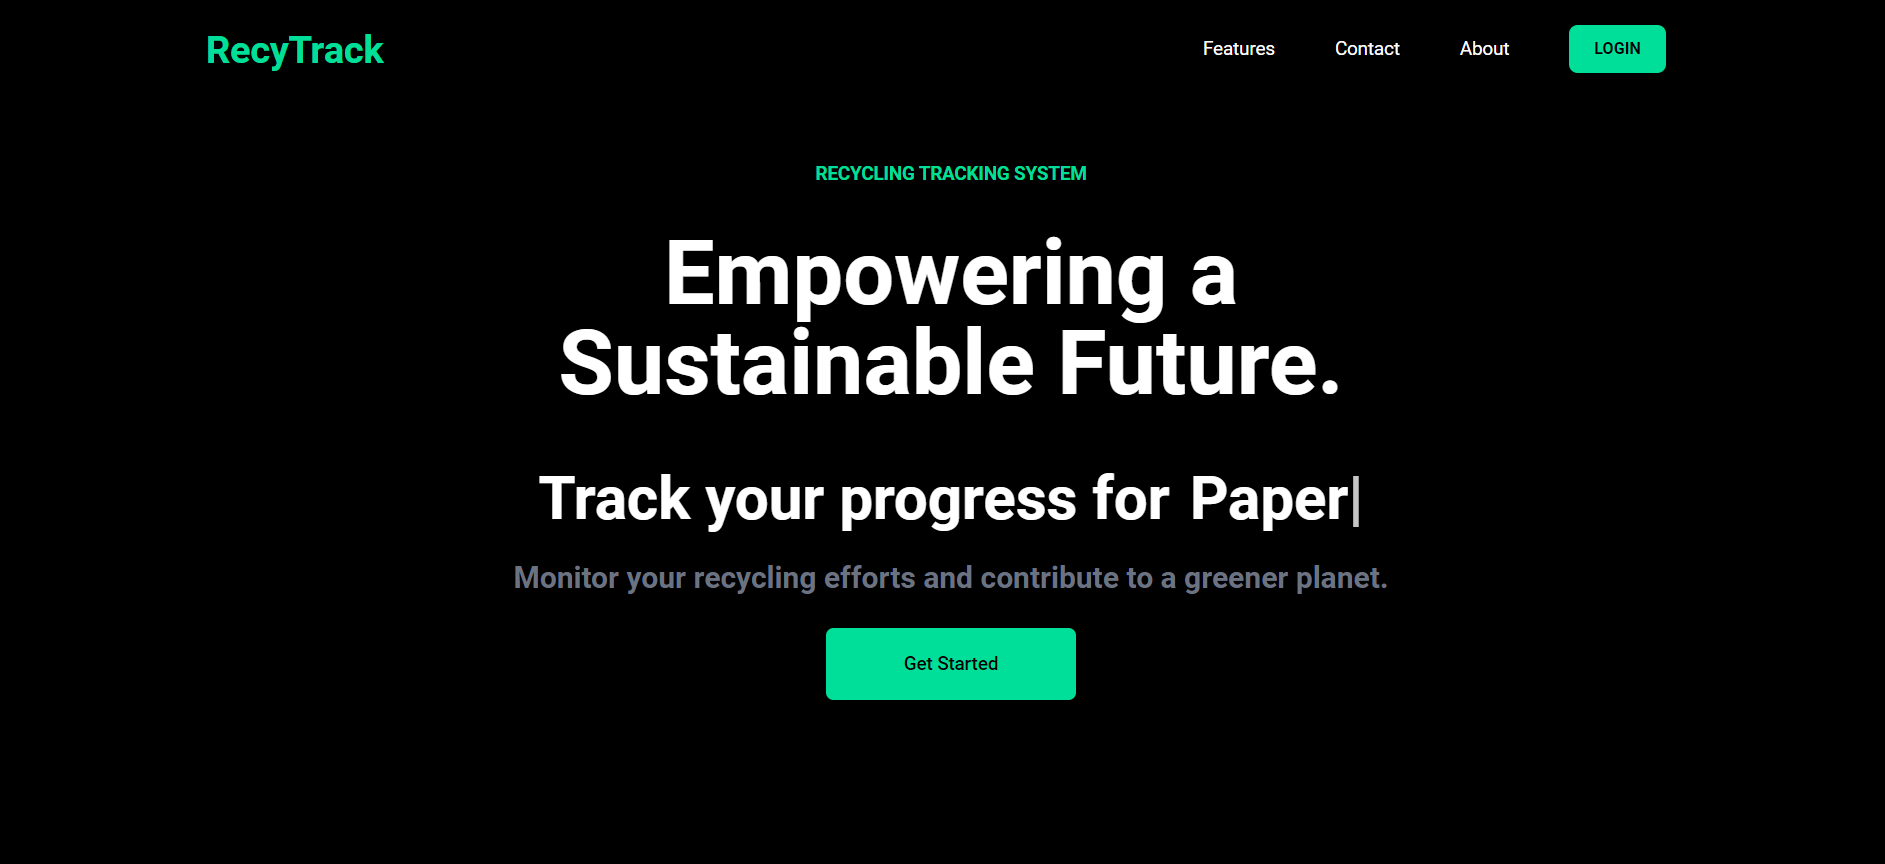 RecyTrack
Features
Contact
About
LOGIN
RECYCLING TRACKING SYSTEM
Empowering a
Sustainable Future.
Track your progress for Paper|
Monitor your recycling efforts and contribute to a greener planet.
Get Started